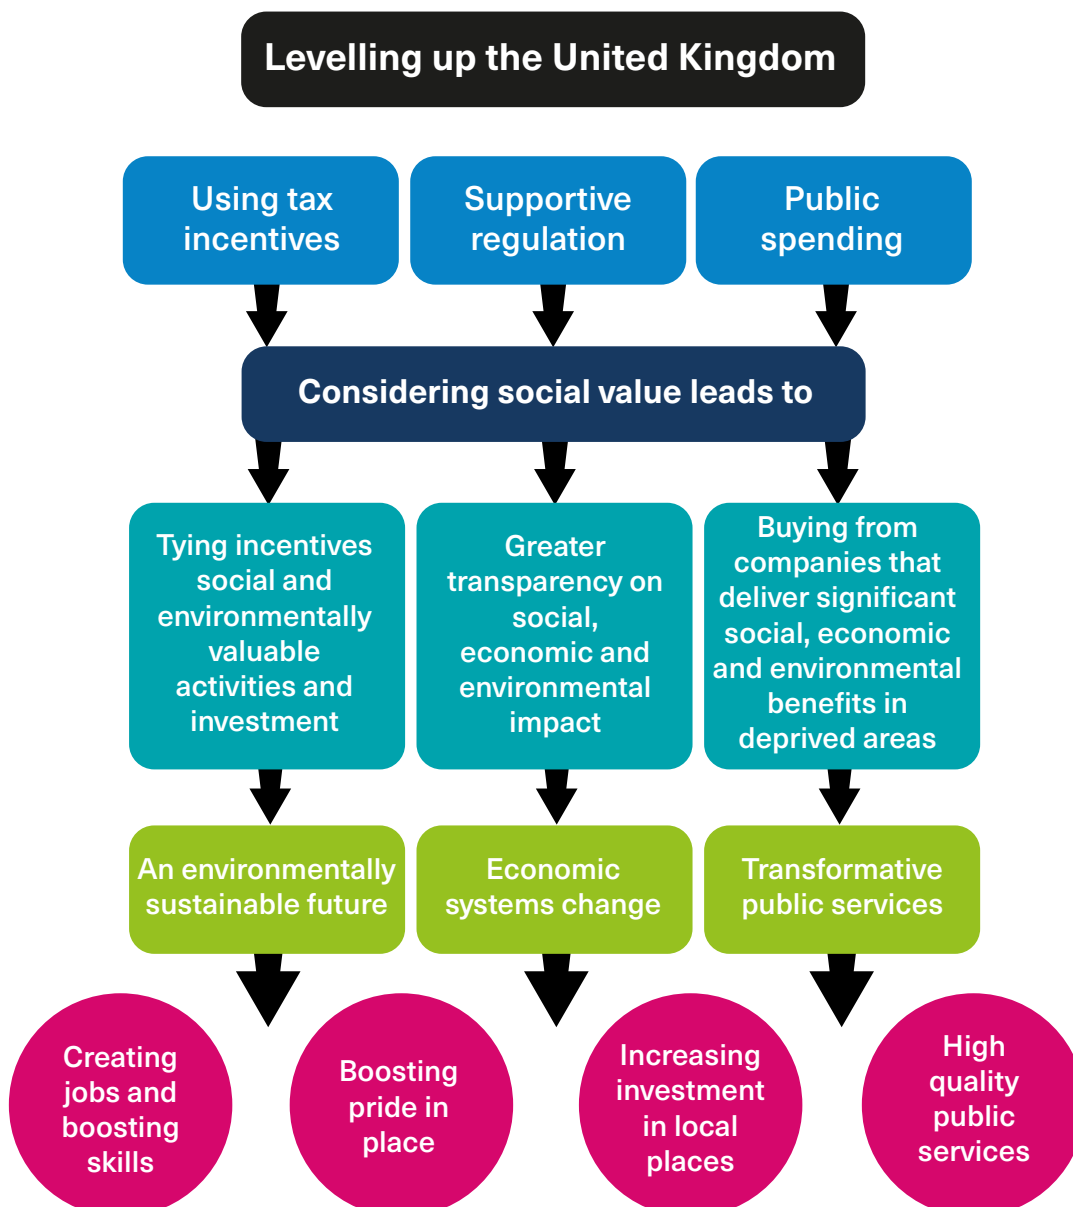 Levelling up the United Kingdom
Using tax
incentives
Supportive
regulation
Public
spending
Considering social value leads to
Tying incentives
social and
environmentally
valuable
activities and
investment
Greater
transparency on
social,
economic and
environmental
impact
Buying from
companies that
deliver significant
social, economic
and environmental
benefits in
deprived areas
An environmentally
sustainable future
Economic
systems change
Transformative
public services
Creating
jobs and
boosting
skills
Boosting
pride in
place
Increasing
investment
in local
places
High
quality
public
services